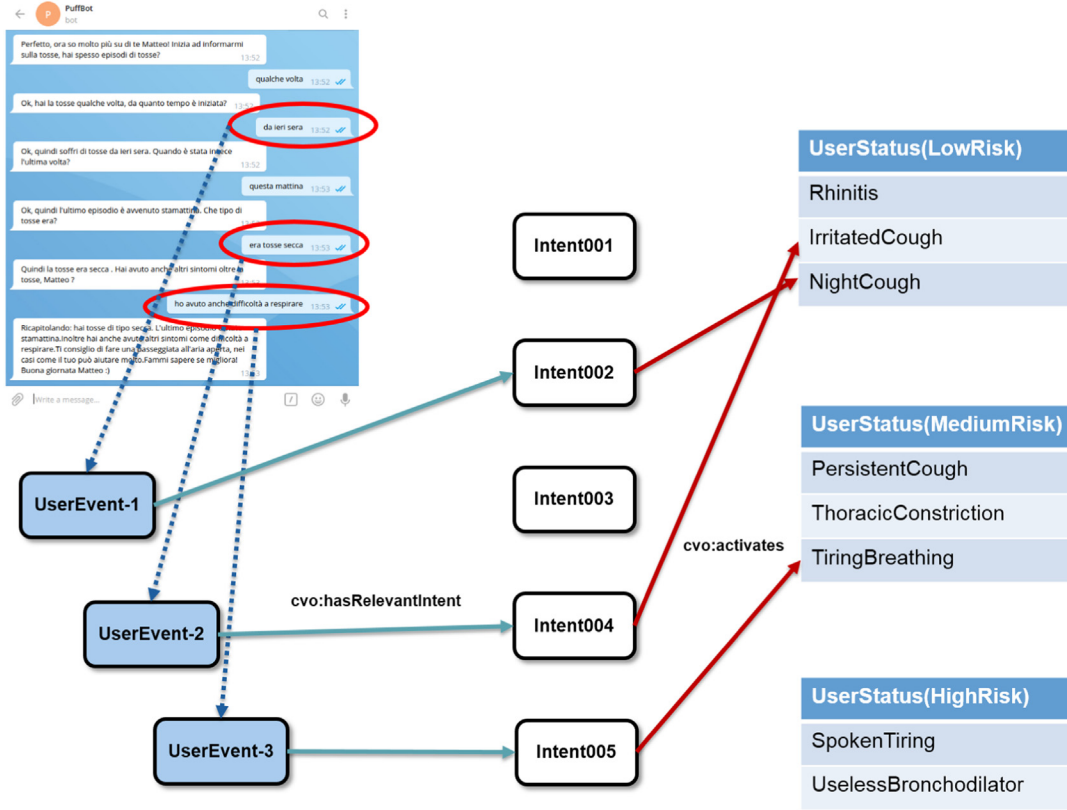 PuffBot
P
bot
Perfetto, ora so molto più su di te Matteo! Inizia ad informarmi
sulla tosse, hai spesso episodi di tosse?
13:52
qualche volta 13:52
Ok, hai la tosse qualche volta, da quanto tempo è iniziata? 13:52
da ieri sera 13:52
Ok, quindi soffri di tosse da ieri sera. Quando è stata invece
l'ultima volta?
13:52
questa mattina 13:53
Ok, quindi l'ultimo episodio è avvenuto stamattina. Che tipo di
tosse era?
era tosse secca 13:53
Quindi la tosse era secca . Hai avuto anche altri sintomi oltre la
tosse, Matteo ?
ho avuto anche difficoltà a respirare 13:53
Ricapitolando: hai tosse di tipo secca. L'ultimo episodio
stamattina.Inoltre hai anche avuto altri sintomi come difficoltà a
respirare.Ti consiglio di fare una passeggiata all'aria aperta, nei
casi come il tuo può aiutare molto.Fammi sapere se migliora!
Buona giornata Matteo :)
Write a message...
UserEvent-1
UserEvent-2
UserEvent-3
cvo:hasRelevantIntent
Intent001
Intent002
Intent003
Intent004
Intent005
cvo:activates
UserStatus(LowRisk)
Rhinitis
IrritatedCough
NightCough
UserStatus(MediumRisk)
PersistentCough
ThoracicConstriction
TiringBreathing
UserStatus(HighRisk)
SpokenTiring
UselessBronchodilator